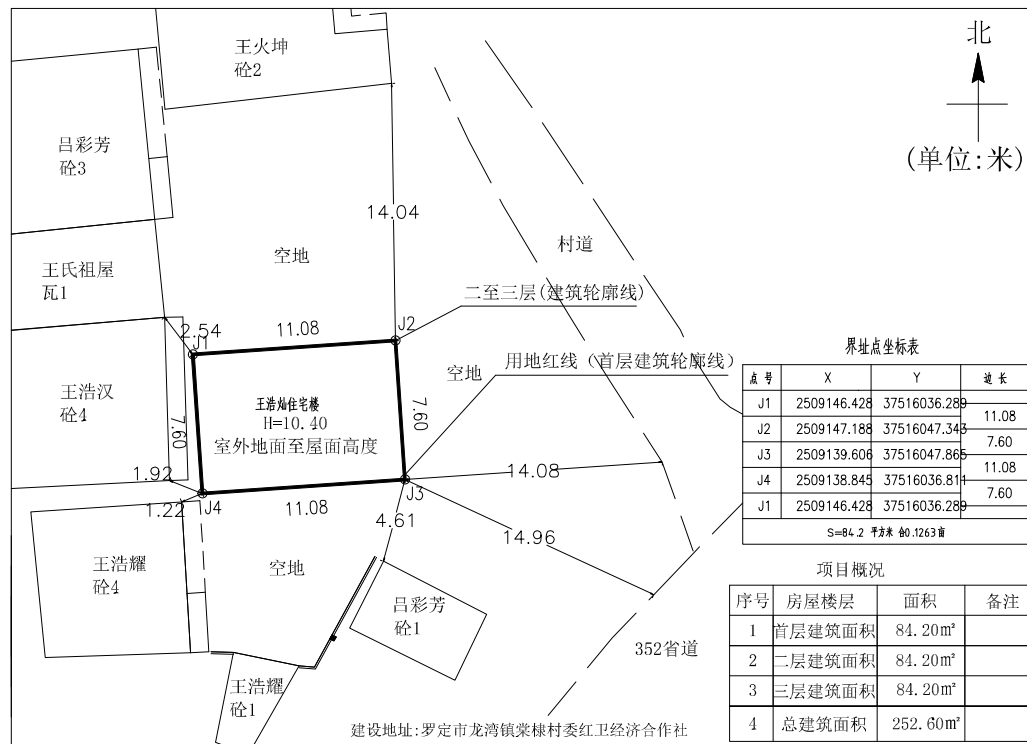 王火坤
砼2
北
(单位:米)
吕彩芳
砼3
14.04
村道
空地
王氏祖屋
瓦1
二至三层(建筑轮廓线)
2.54
J1
11.08
J2
用地红线（首层建筑轮廓线）
空地
王浩汉
砼4
7.60
王浩灿住宅楼
H=10.40
室外地面至屋面高度
7.60
1.92
14.08
J4
J3
1.22
11.08
4.61
14.96
王浩耀
砼4
空地
吕彩芳
砼1
352省道
王浩耀
砼1
建设地址:罗定市龙湾镇棠棣村委红卫经济合作社
界址点坐标表
点号 X Y 边长
J1 2509146.428 37516036.289
11.08
J2 2509147.188 37516047.343
7.60
J3 2509139.606 37516047.865
11.08
J4 2509138.845 37516036.811
7.60
J1 2509146.428 37516036.289
S=84.2 平方米 合0.1263亩
项目概况
序号 房屋楼层 面积 备注
1 首层建筑面积 84.20m²
2 二层建筑面积 84.20m²
3 三层建筑面积 84.20m²
4 总建筑面积 252.60m²